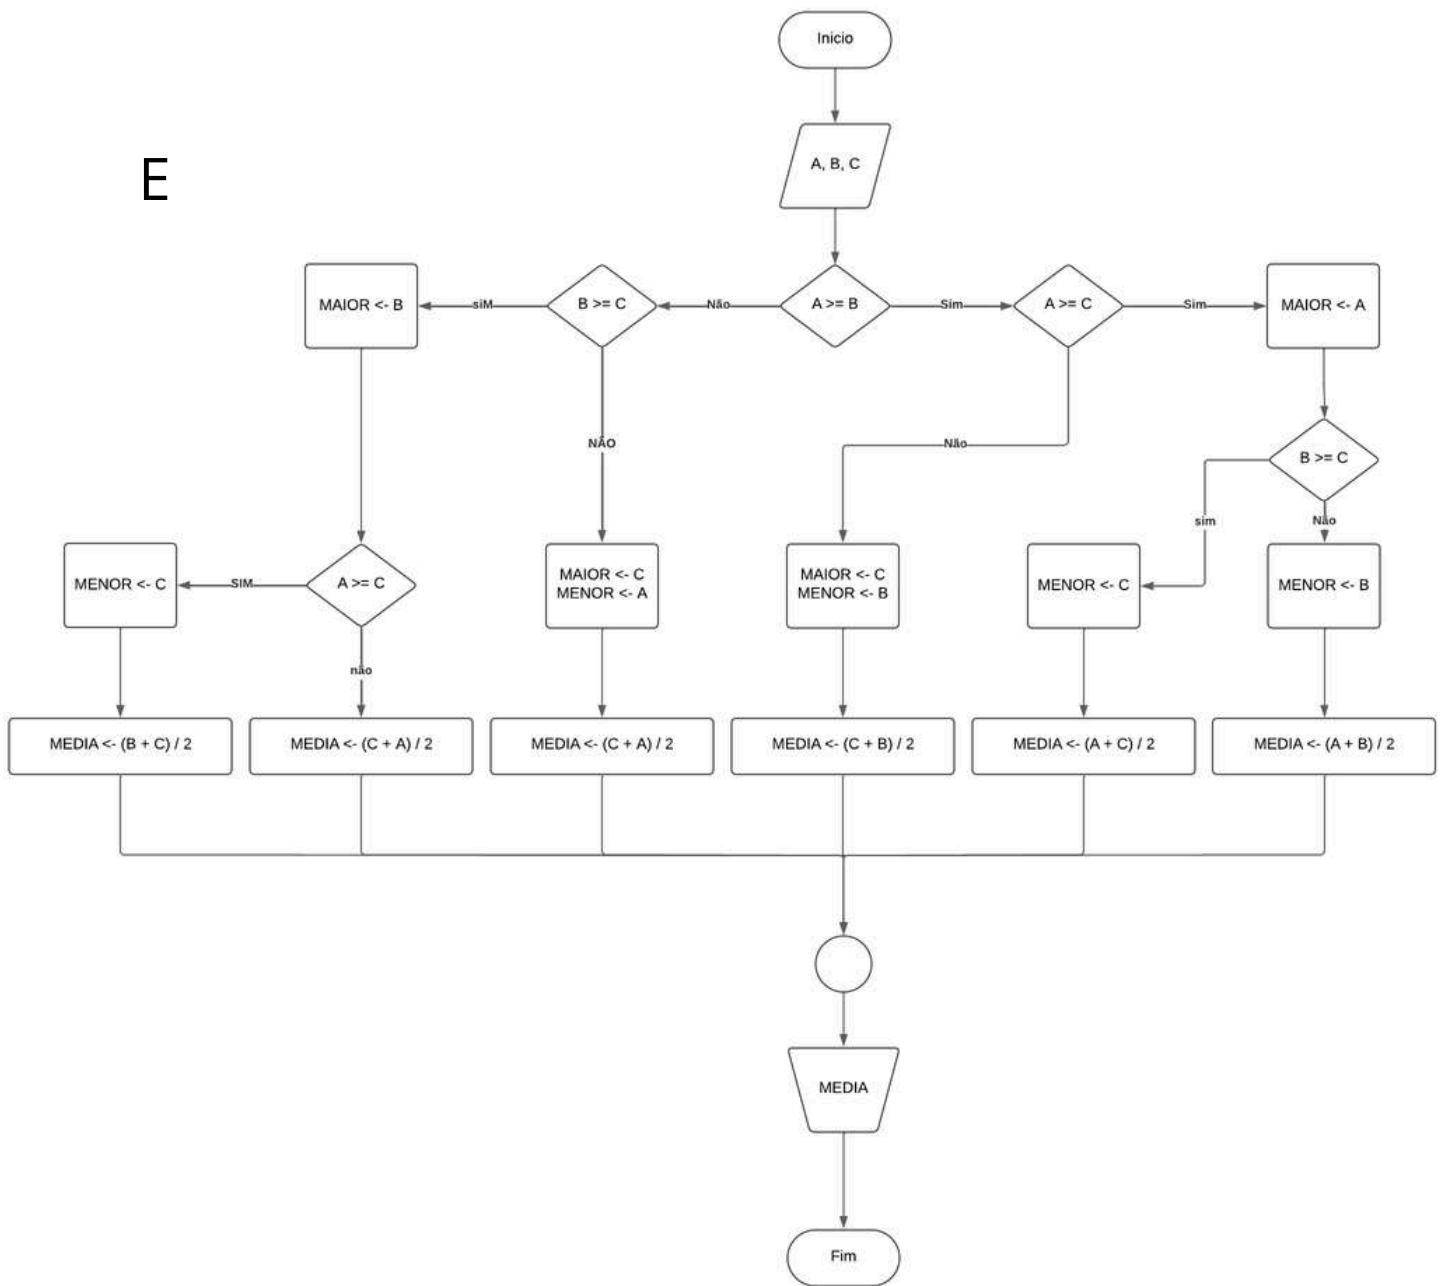 Inicio
A, B, C
E
MAIOR <- B
siM
B >= C
Não
A >= B
Sim
A >= C
Sim
MAIOR <- A
NÃO
Não
B >= C
sim
Não
MENOR <- C
SIM
A >= C
MAIOR <- C
MENOR <- A
MAIOR <- C
MENOR <- B
MENOR <- C
MENOR <- B
não
MEDIA <- (B + C) / 2
MEDIA <- (C + A) / 2
MEDIA <- (C + A) / 2
MEDIA <- (C + B) / 2
MEDIA <- (A + C) / 2
MEDIA <- (A + B) / 2
MEDIA
Fim